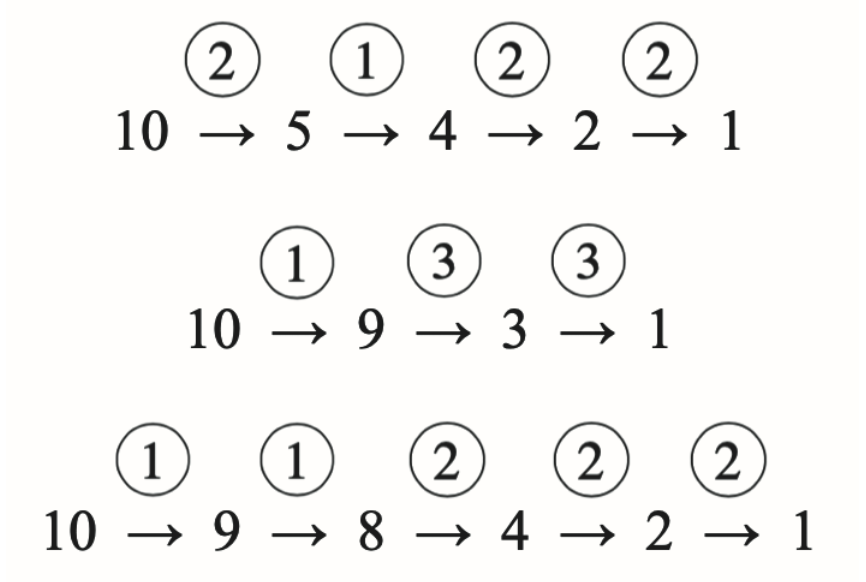 ② ① ② ②
10 → 5 → 4 → 2 → 1
① ③ ③
10 → 9 → 3 → 1
① ① ② ② ②
10 → 9 → 8 → 4 → 2 → 1